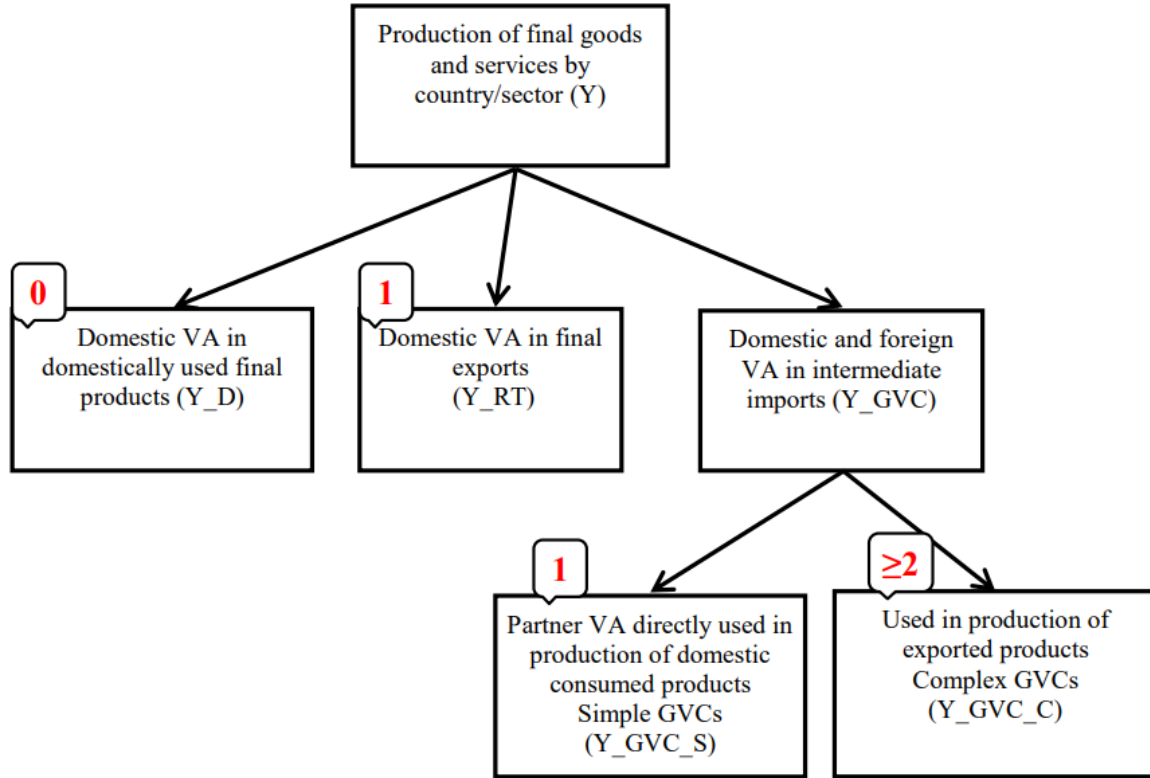 Production of final goods
and services by
country/sector (Y)
0
Domestic VA in
domestically used final
products (Y_D)
1
Domestic VA in final
exports
(Y_RT)
Domestic and foreign
VA in intermediate
imports (Y_GVC)
1
Partner VA directly used in
production of domestic
consumed products
Simple GVCs
(Y_GVC_S)
≥2
Used in production of
exported products
Complex GVCs
(Y_GVC_C)